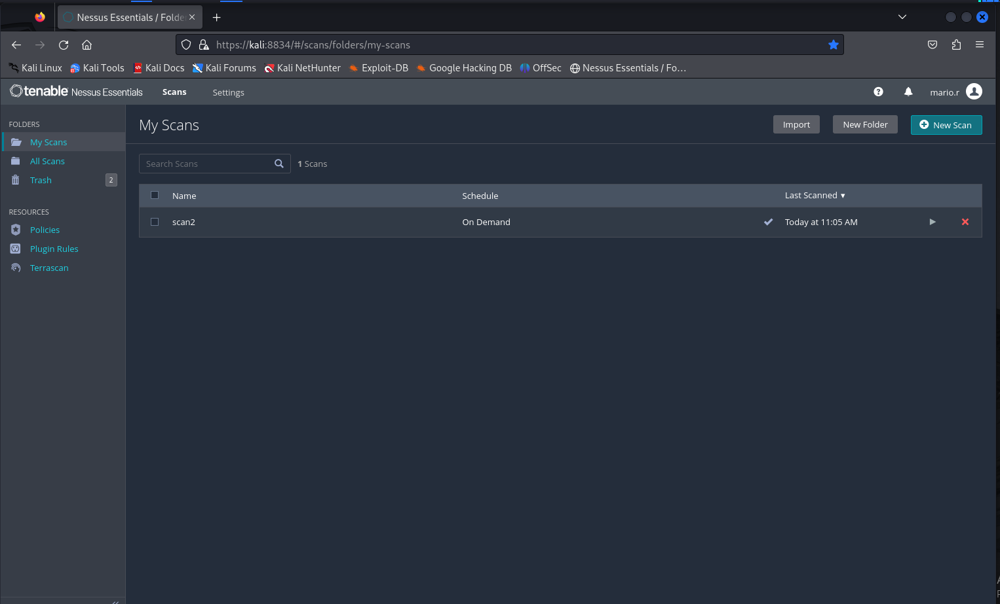 Nessus Essentials / Folde
https://kali:8834/#/scans/folders/my-scans
Kali Linux Kali Tools Kali Docs Kali Forums Kali NetHunter Exploit-DB Google Hacking DB OffSec Nessus Essentials / Fo…
tenable Nessus Essentials Scans Settings mario.r
FOLDERS
My Scans
All Scans
Trash 2
RESOURCES
Policies
Plugin Rules
Terrascan
My Scans Import New Folder New Scan
Search Scans 1 Scans
Name Schedule Last Scanned ▼
scan2 On Demand Today at 11:05 AM